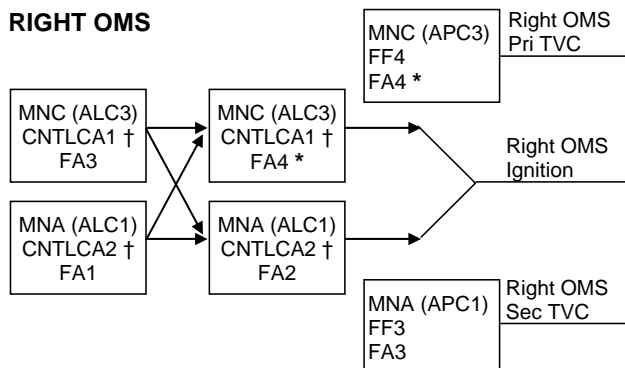 RIGHT OMS
MNC (APC3)
FF4
FA4 *
Right OMS
Pri TVC
MNC (ALC3)
CNTLCA1 †
FA3
MNC (ALC3)
CNTLCA1 †
FA4 *
Right OMS
Ignition
MNA (ALC1)
CNTLCA2 †
FA1
MNA (ALC1)
CNTLCA2 †
FA2
MNA (APC1)
FF3
FA3
Right OMS
Sec TVC